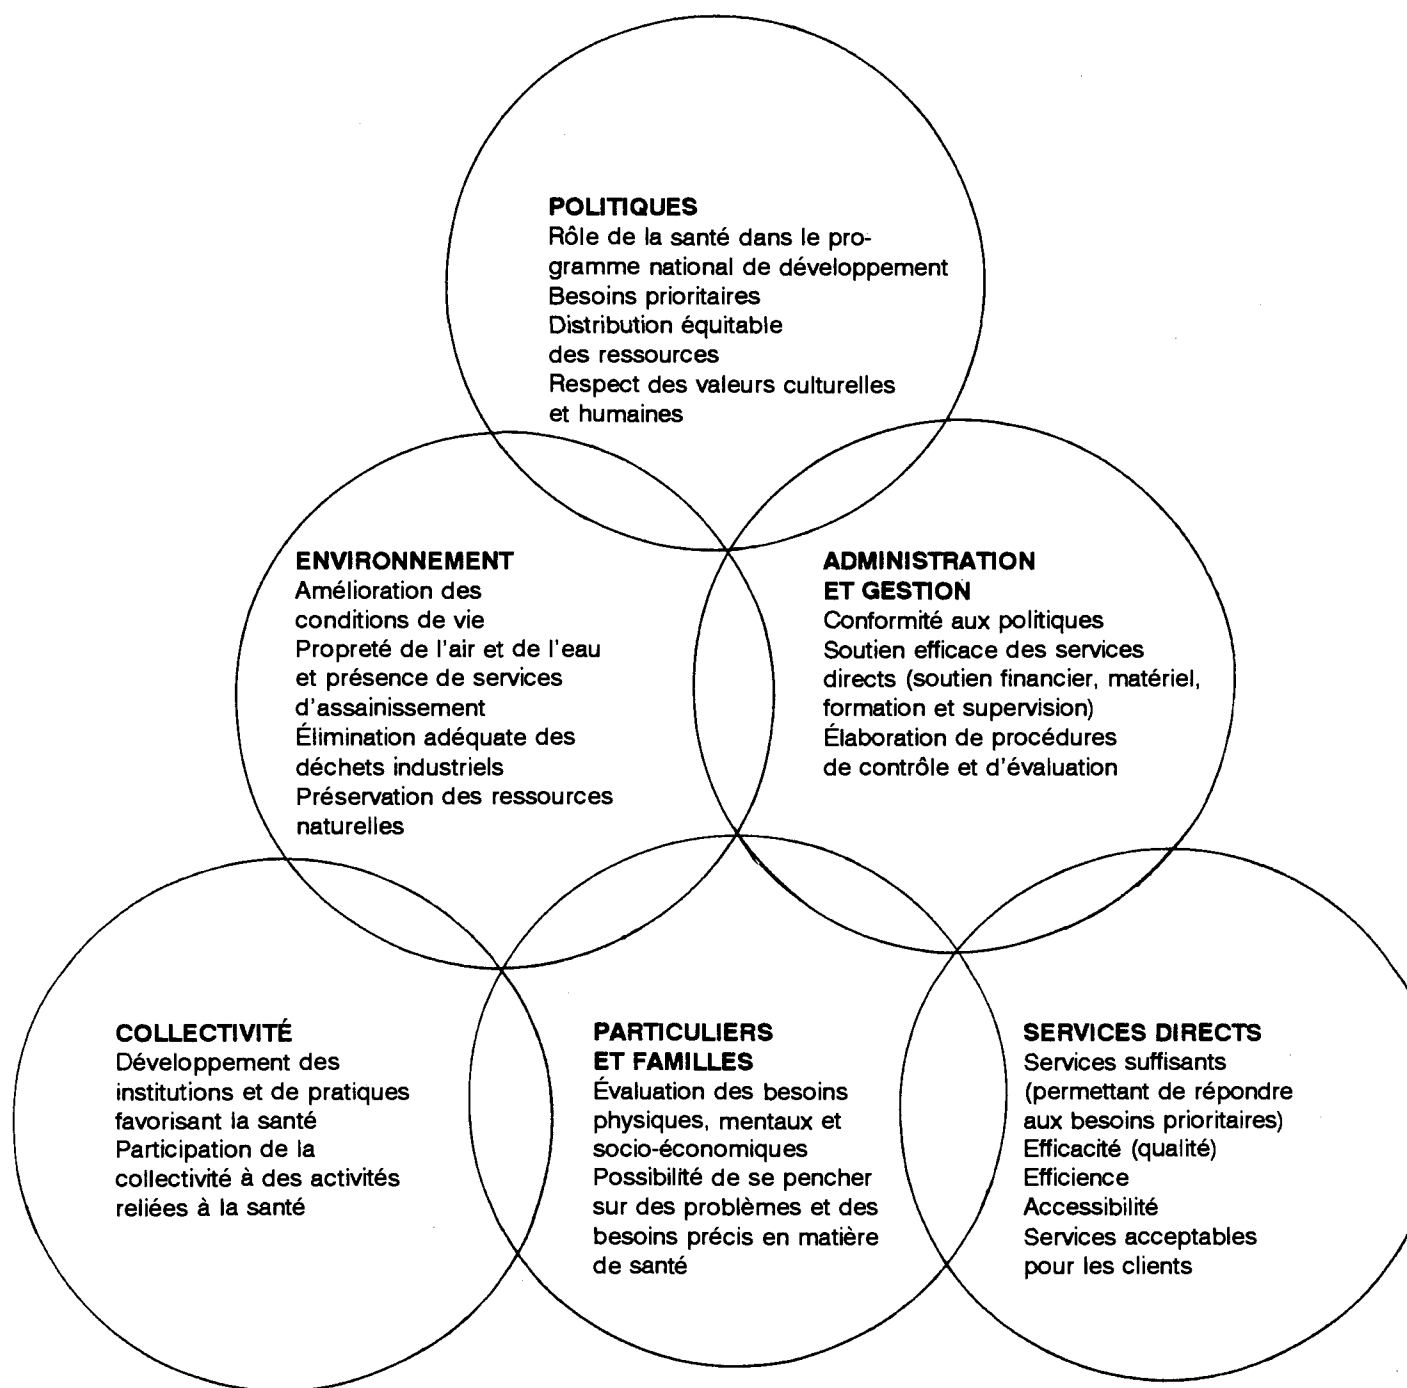 POLITIQUES
Rôle de la santé dans le pro-
gramme national de développement
Besoins prioritaires
Distribution équitable
des ressources
Respect des valeurs culturelles
et humaines
ENVIRONNEMENT
Amélioration des
conditions de vie
Propreté de l'air et de l'eau
et présence de services
d'assainissement
Élimination adéquate des
déchets industriels
Préservation des ressources
naturelles
ADMINISTRATION
ET GESTION
Conformité aux politiques
Soutien efficace des services
directs (soutien financier, matériel,
formation et supervision)
Élaboration de procédures
de contrôle et d'évaluation
COLLECTIVITÉ
Développement des
institutions et de pratiques
favorisant la santé
Participation de la
collectivité à des activités
reliées à la santé
PARTICULIERS
ET FAMILLES
Évaluation des besoins
physiques, mentaux et
socio-économiques
Possibilité de se pencher
sur des problèmes et des
besoins précis en matière
de santé
SERVICES DIRECTS
Services suffisants
(permettant de répondre
aux besoins prioritaires)
Efficacité (qualité)
Efficience
Accessibilité
Services acceptables
pour les clients